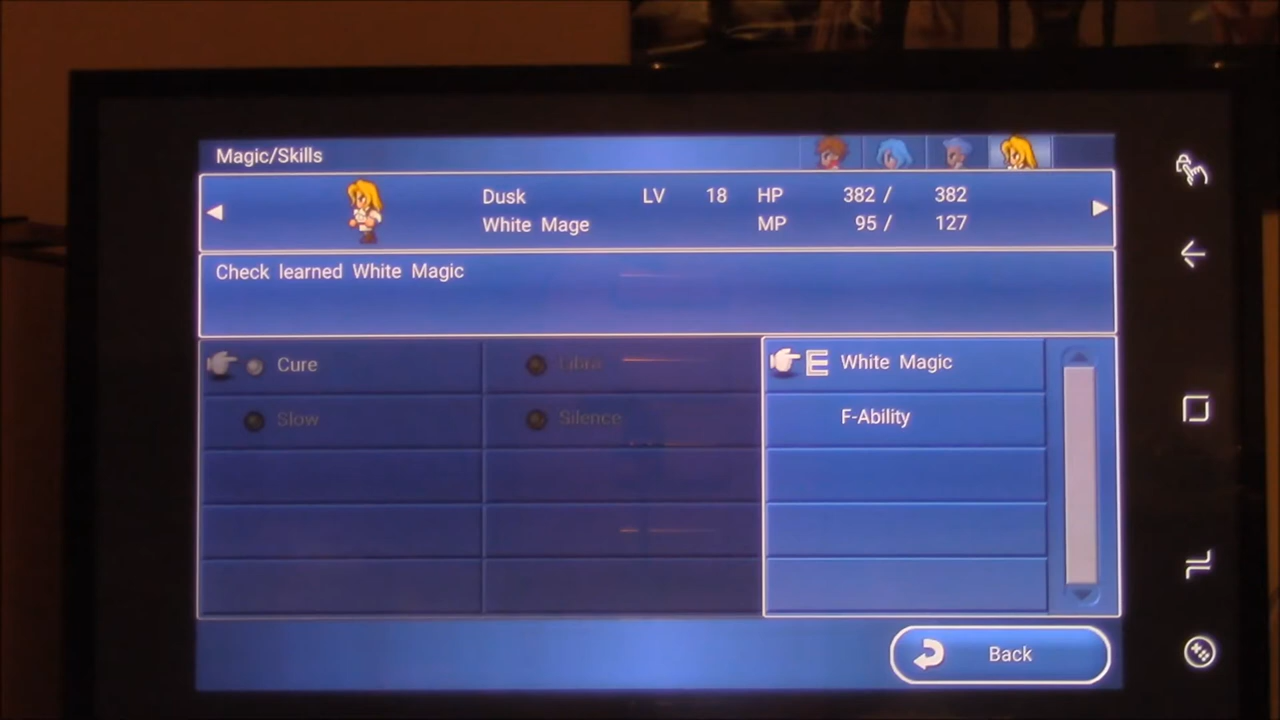 Magic/Skills
Dusk LV 18 HP 382 / 382
White Mage MP 95 / 127
Check learned White Magic
Cure Libra E White Magic
Slow Silence F-Ability
Back